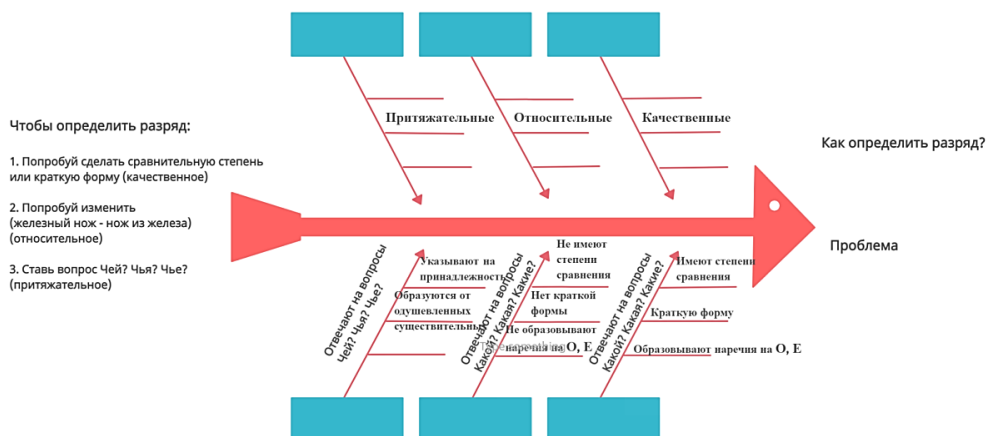 Чтобы определить разряд:
1. Попробуй сделать сравнительную степень
или краткую форму (качественное)
2. Попробуй изменить
(железный нож - нож из железа)
(относительное)
3. Ставь вопрос Чей? Чья? Чье?
(притяжательное)
Притяжательные
Относительные
Качественные
Как определить разряд?
Проблема
Отвечают на вопросы
Чей? Чья? Чье?
Указывают на
принадлежность
Образуются от
одушевленных
существительных
Отвечают на вопросы
Какой? Какая? Какие?
Не имеют
степени
сравнения
Нет краткой
формы
Не образовывают
наречия на О, Е
something
Отвечают на вопросы
Какой? Какая? Какие?
Имеют степени
сравнения
Краткую форму
Образовывают наречия на О, Е